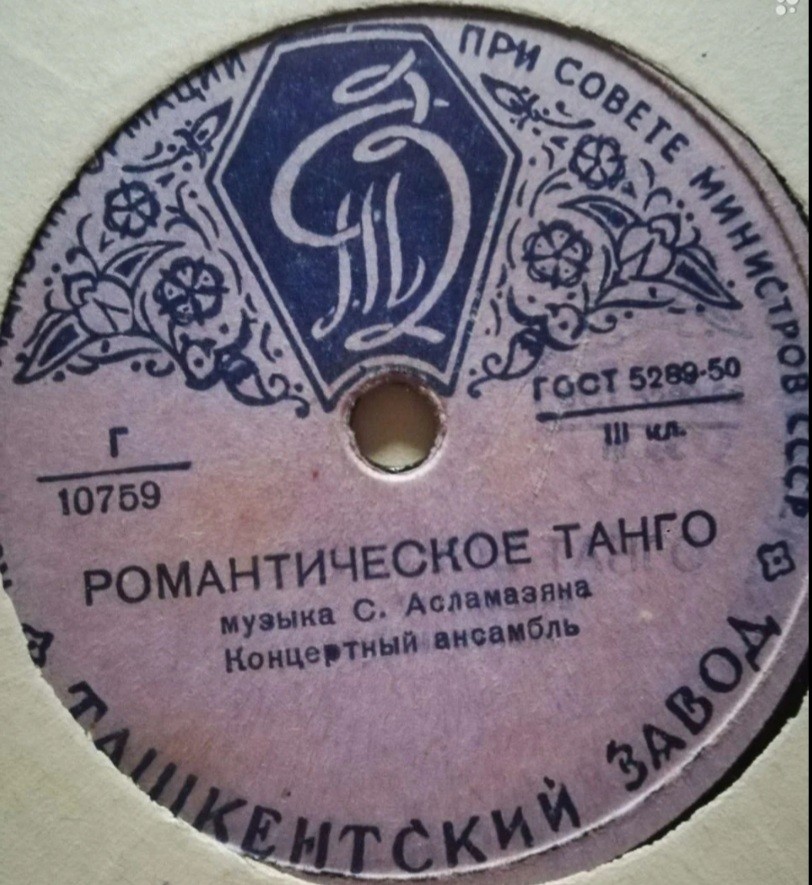 ПРИ СОВЕТЕ МИНИСТРОВ СССР
ГОСТ 5289-50
III кл.
Г
10759
РОМАНТИЧЕСКОЕ ТАНГО
музыка С. Асламазяна
Концертный ансамбль
ТАШКЕНТСКИЙ ЗАВОД